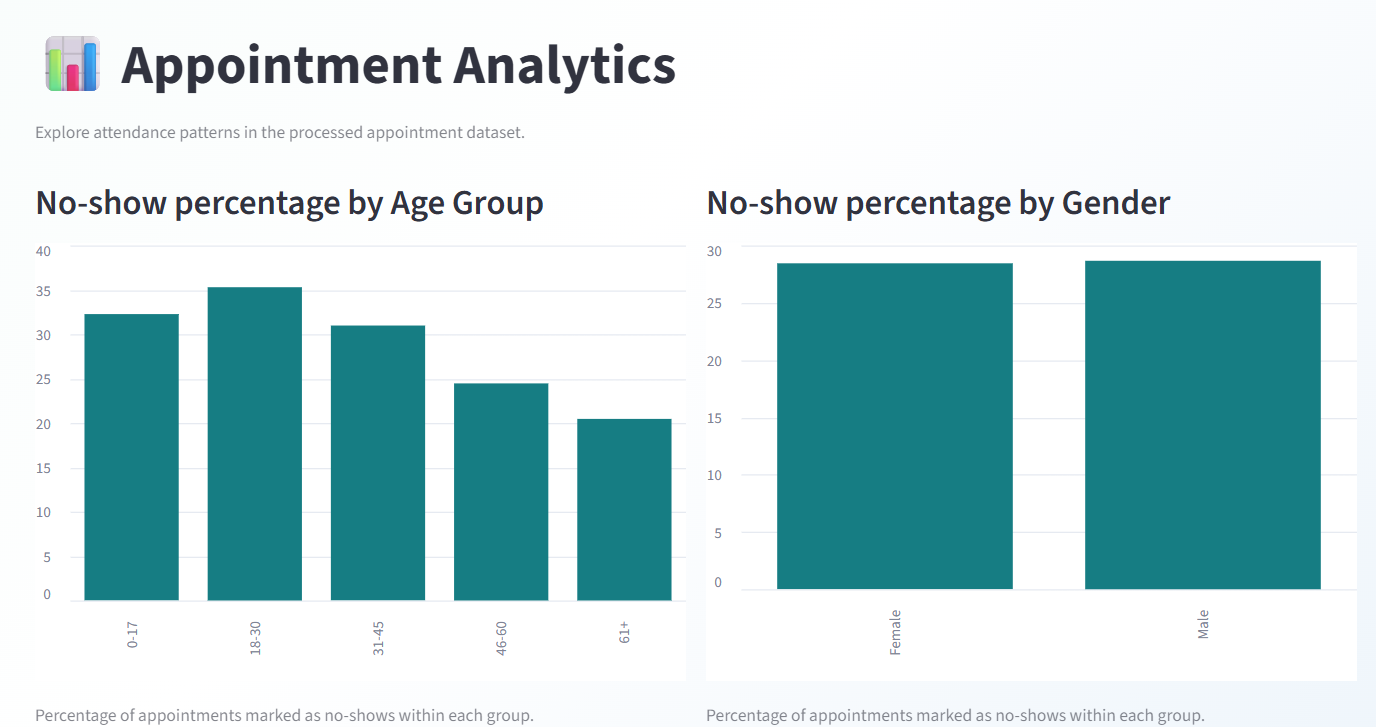 Appointment Analytics
Explore attendance patterns in the processed appointment dataset.
No-show percentage by Age Group
40
35
30
25
20
15
10
5
0
0-17
18-30
31-45
46-60
61+
Percentage of appointments marked as no-shows within each group.
No-show percentage by Gender
30
25
20
15
10
5
0
Female
Male
Percentage of appointments marked as no-shows within each group.